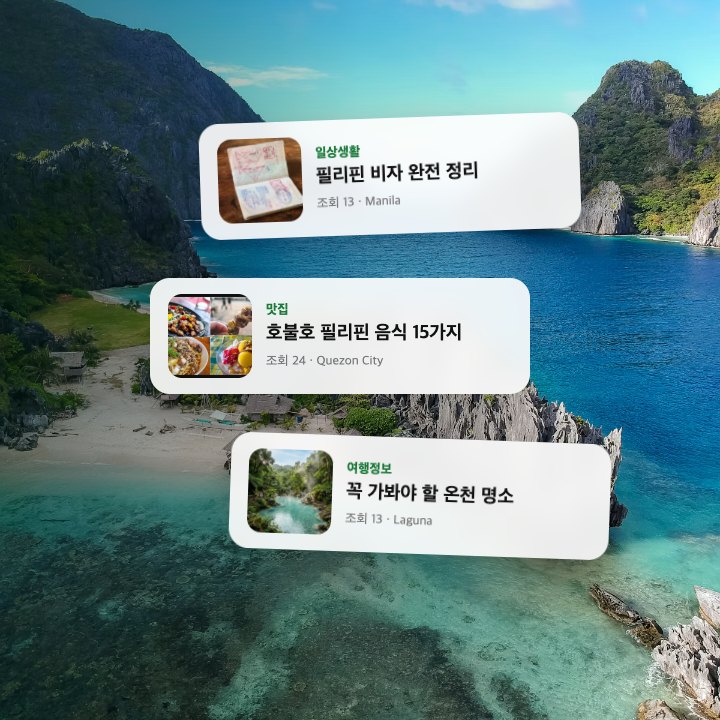 일상생활
필리핀 비자 완전 정리
조회 13 · Manila
맛집
호불호 필리핀 음식 15가지
조회 24 · Quezon City
여행정보
꼭 가봐야 할 온천 명소
조회 13 · Laguna